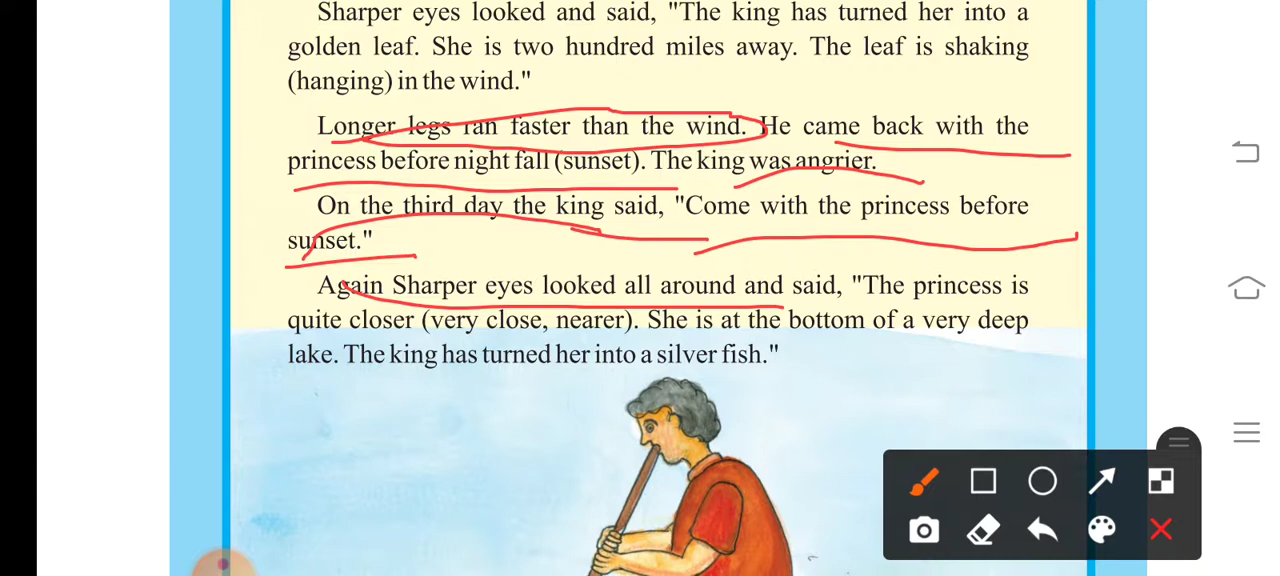 Sharper eyes looked and said, "The king has turned her into a
golden leaf. She is two hundred miles away. The leaf is shaking
(hanging) in the wind."
Longer legs ran faster than the wind. He came back with the
princess before night fall (sunset). The king was angrier.
On the third day the king said, "Come with the princess before
sunset."
Again Sharper eyes looked all around and said, "The princess is
quite closer (very close, nearer). She is at the bottom of a very deep
lake. The king has turned her into a silver fish."